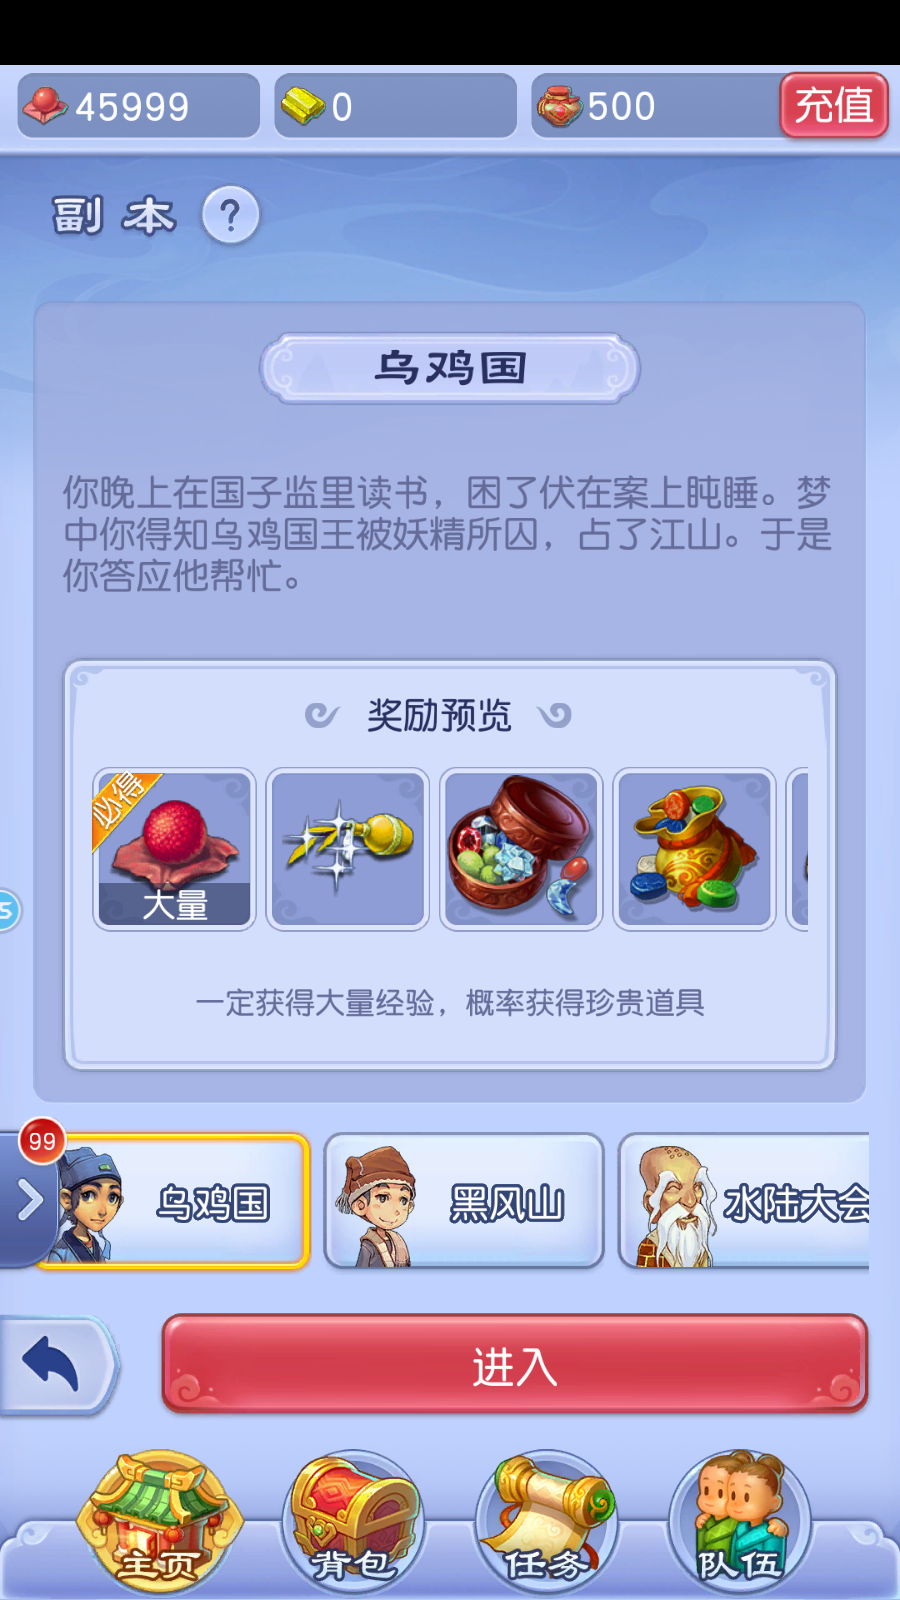 45999
0
500
充值
副本
?
乌鸡国
你晚上在国子监里读书，困了伏在案上盹睡。梦
中你得知乌鸡国王被妖精所囚，占了江山。于是
你答应他帮忙。
奖励预览
必得
大量
5
一定获得大量经验，概率获得珍贵道具
99
乌鸡国
黑风山
水陆大会
进入
主页
背包
任务
队伍